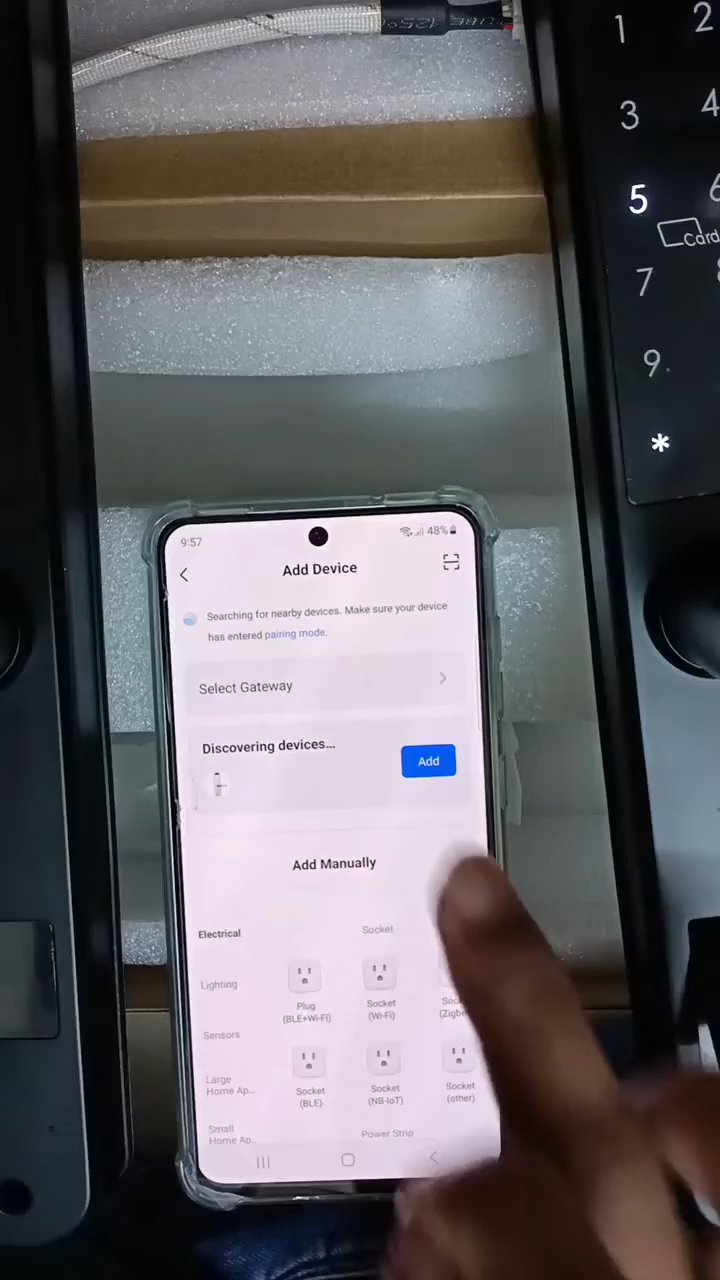 125°
1 2
3 4
5 6
Card
7
9
*
9:57
48%
Add Device
Searching for nearby devices. Make sure your device
has entered pairing mode.
Select Gateway
Discovering devices...
Add
Add Manually
Electrical
Socket
Lighting
Plug
(BLE+Wi-Fi)
Socket
(Wi-Fi)
(Zigbe
Sensors
Large
Home Ap...
Socket
(BLE)
Socket
(NB-IoT)
Socket
(other)
Small
Home Ap...
Power Strip